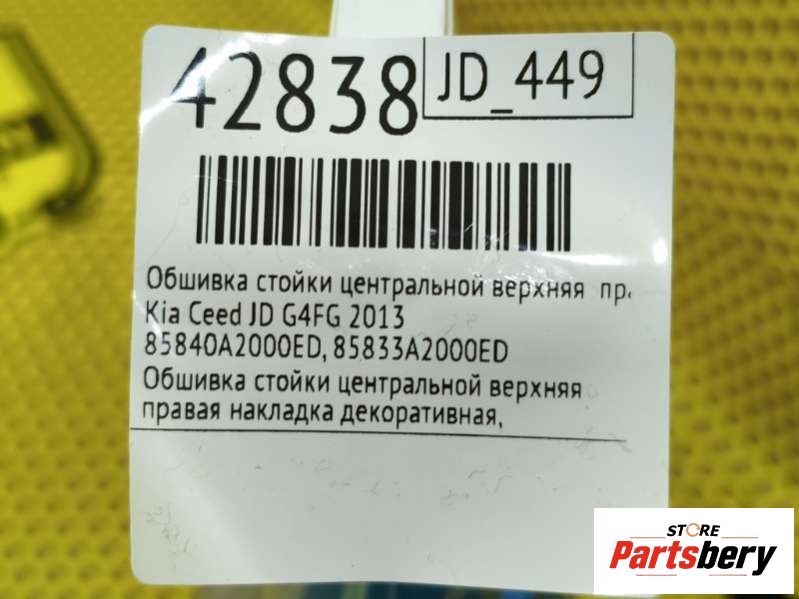 42838 JD_449
Обшивка стойки центральной верхняя пр.
Kia Ceed JD G4FG 2013
85840A2000ED, 85833A2000ED
Обшивка стойки центральной верхняя
правая накладка декоративная,
STORE
Partsbery